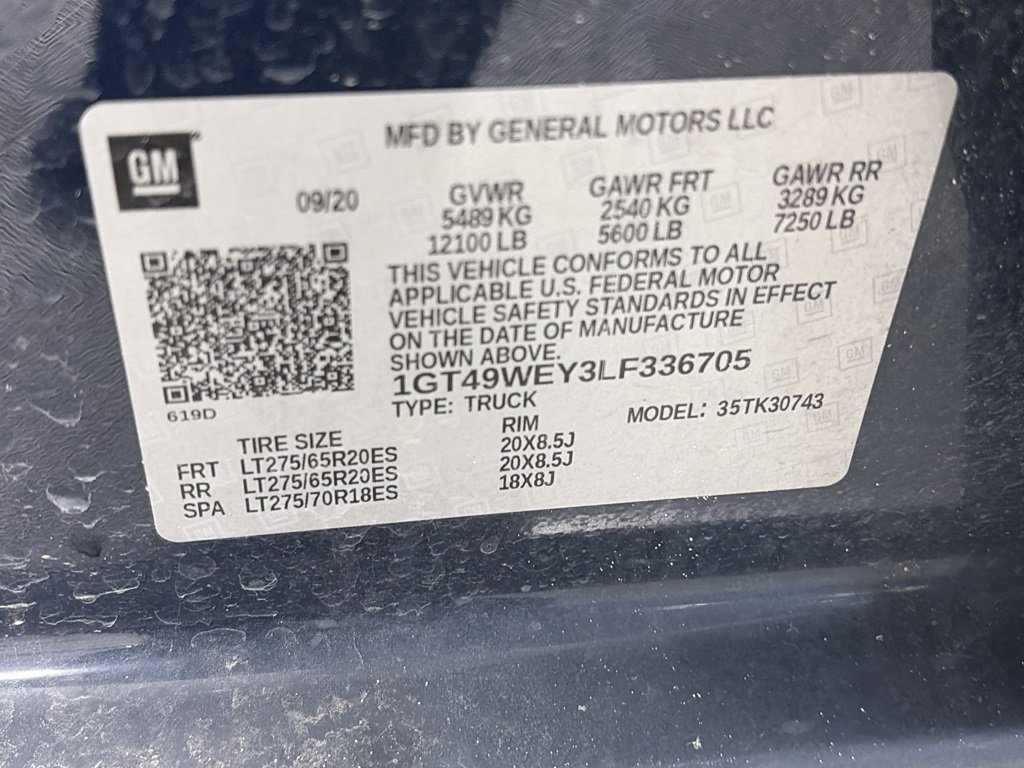 GM
MFD BY GENERAL MOTORS LLC
09/20
GVWR
5489 KG
12100 LB
GAWR FRT
2540 KG
5600 LB
GAWR RR
3289 KG
7250 LB
THIS VEHICLE CONFORMS TO ALL
APPLICABLE U.S. FEDERAL MOTOR
VEHICLE SAFETY STANDARDS IN EFFECT
ON THE DATE OF MANUFACTURE
SHOWN ABOVE.
1GT49WEY3LF336705
TYPE: TRUCK
MODEL: 35TK30743
619D
TIRE SIZE RIM
FRT LT275/65R20ES 20X8.5J
RR LT275/65R20ES 20X8.5J
SPA LT275/70R18ES 18X8J